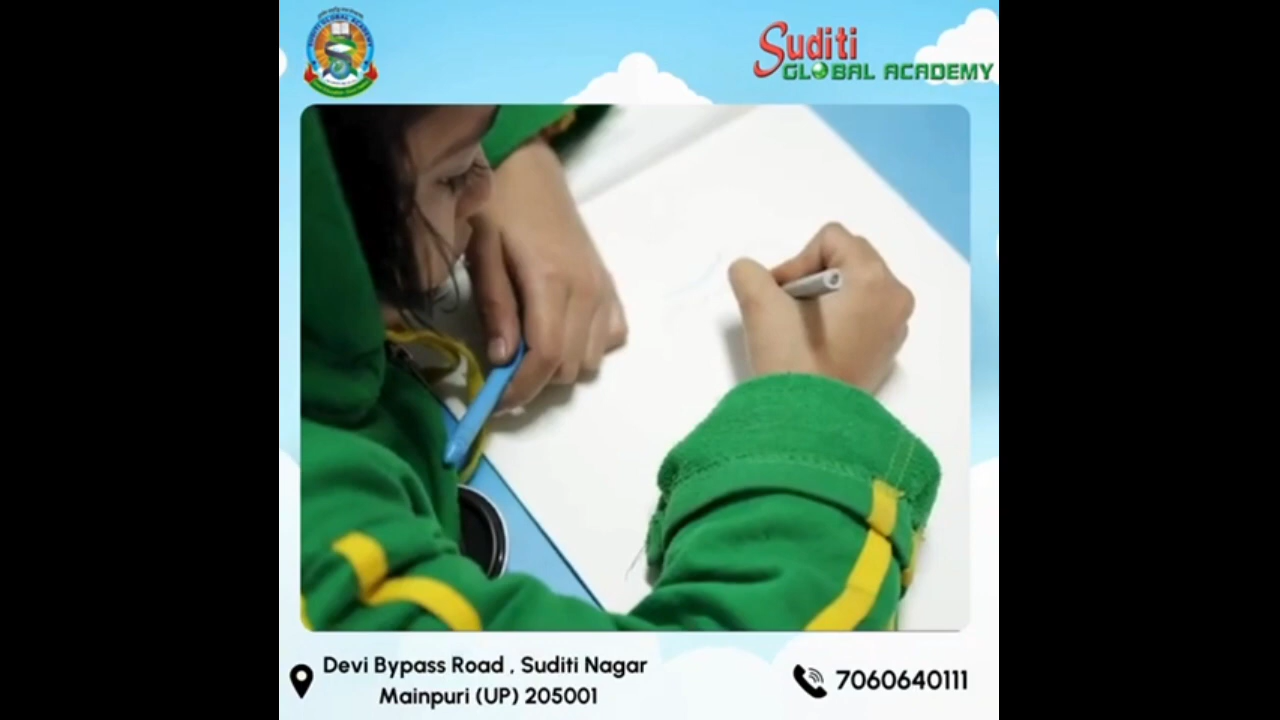 Suditi
GLOBAL ACADEMY
Devi Bypass Road , Suditi Nagar
Mainpuri (UP) 205001
7060640111